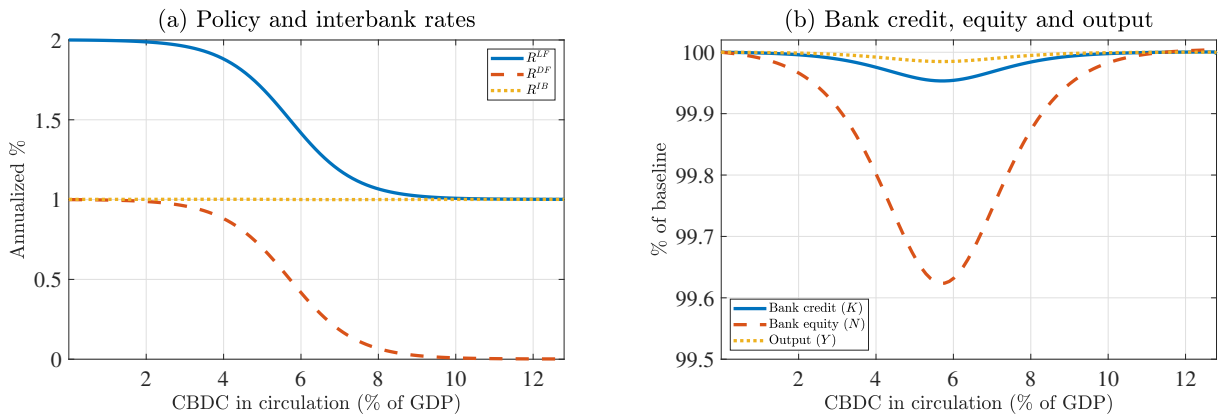 (a) Policy and interbank rates
Annualized %
2
1.5
1
0.5
0
R^{LF}
R^{DF}
R^{IB}
2 4 6 8 10 12
CBDC in circulation (% of GDP)
(b) Bank credit, equity and output
% of baseline
100
99.9
99.8
99.7
99.6
99.5
Bank credit (K)
Bank equity (N)
Output (Y)
2 4 6 8 10 12
CBDC in circulation (% of GDP)